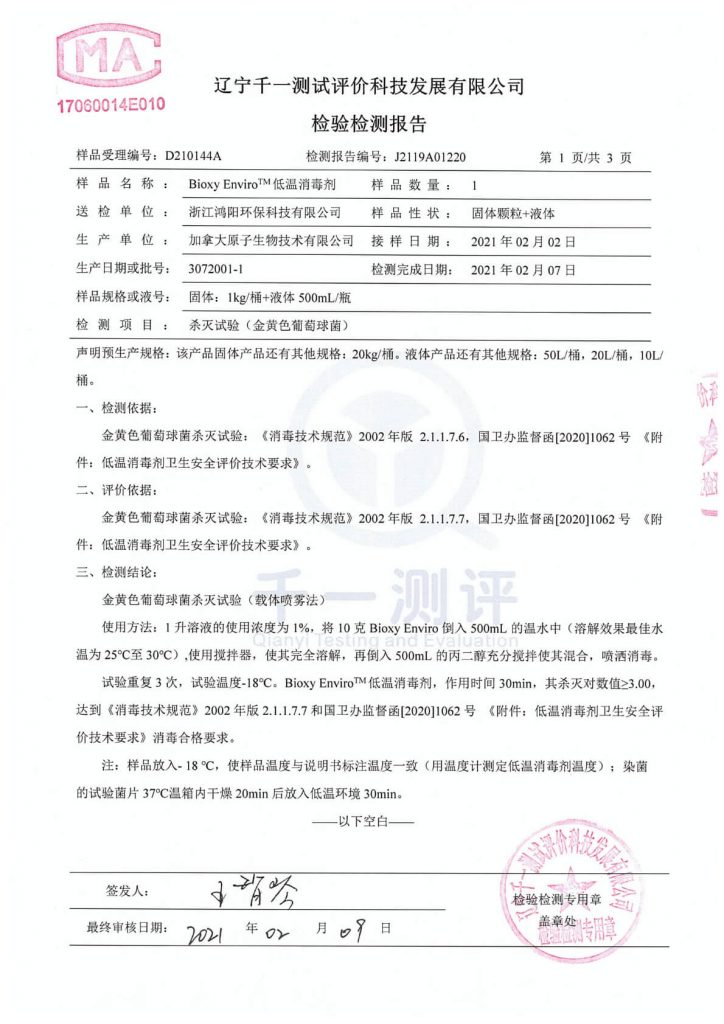 MA
17060014E010
辽宁千一测试评价科技发展有限公司
检验检测报告
样品受理编号：D210144A 检测报告编号：J2119A01220 第 1 页/共 3 页
样品名称： Bioxy Enviro™低温消毒剂 样品数量： 1
送检单位： 浙江鸿阳环保科技有限公司 样品性状： 固体颗粒+液体
生产单位： 加拿大原子生物技术有限公司 接样日期： 2021 年 02 月 02 日
生产日期或批号： 3072001-1 检测完成日期： 2021 年 02 月 07 日
样品规格或液号： 固体：1kg/桶+液体 500mL/瓶
检测项目： 杀灭试验（金黄色葡萄球菌）
声明预生产规格：该产品固体产品还有其他规格：20kg/桶。液体产品还有其他规格：50L/桶，20L/桶，10L/
桶。
一、检测依据：
金黄色葡萄球菌杀灭试验：《消毒技术规范》2002 年版 2.1.1.7.6，国卫办监督函[2020]1062 号 《附
件：低温消毒剂卫生安全评价技术要求》。
二、评价依据：
金黄色葡萄球菌杀灭试验：《消毒技术规范》2002 年版 2.1.1.7.7，国卫办监督函[2020]1062 号 《附
件：低温消毒剂卫生安全评价技术要求》。
三、检测结论：
千一测评
金黄色葡萄球菌杀灭试验（载体喷雾法）
使用方法：1 升溶液的使用浓度为 1%，将 10 克 Bioxy Enviro 倒入 500mL 的温水中（溶解效果最佳水
Qianyi Testing and Evaluation
温为 25℃至 30℃）,使用搅拌器，使其完全溶解，再倒入 500mL 的丙二醇充分搅拌使其混合，喷洒消毒。
试验重复 3 次，试验温度-18℃。Bioxy Enviro™低温消毒剂，作用时间 30min，其杀灭对数值≥3.00，
达到《消毒技术规范》2002 年版 2.1.1.7.7 和国卫办监督函[2020]1062 号 《附件：低温消毒剂卫生安全评
价技术要求》消毒合格要求。
注：样品放入- 18 ℃，使样品温度与说明书标注温度一致（用温度计测定低温消毒剂温度）；染菌
的试验菌片 37℃温箱内干燥 20min 后放入低温环境 30min。
——以下空白——
签发人：
辽宁千一测试评价科技发展有限公司
检验检测专用章
盖章处
检验检测专用章
最终审核日期： 2021 年 02 月 09 日